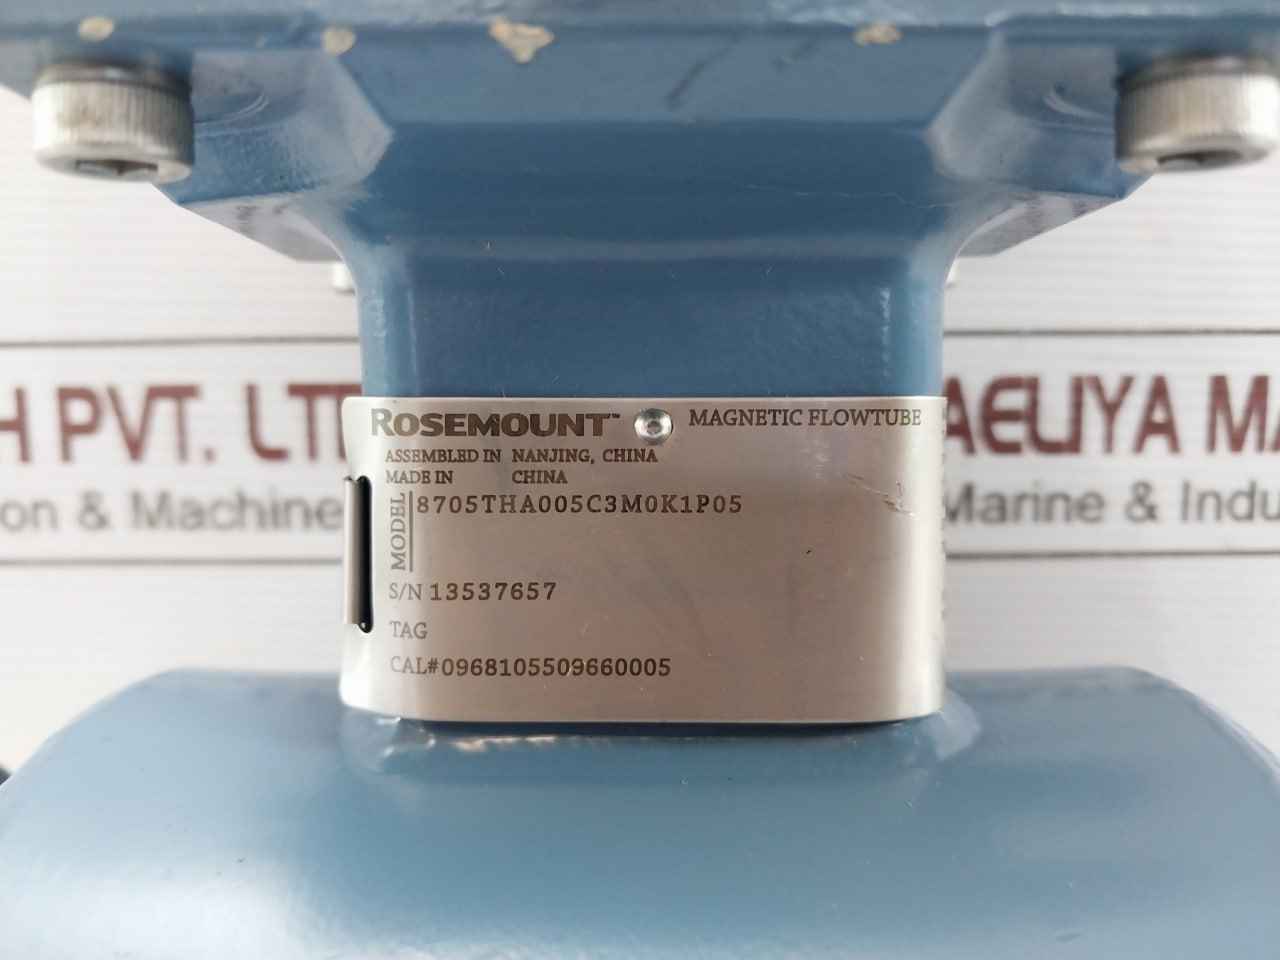 H PVT. LT
AELIYA MA
on & Machine
Marine & Indu
ROSEMOUNT™ MAGNETIC FLOWTUBE
ASSEMBLED IN NANJING, CHINA
MADE IN CHINA
MODEL 8705THA005C3M0K1P05
S/N 13537657
TAG
CAL#0968105509660005